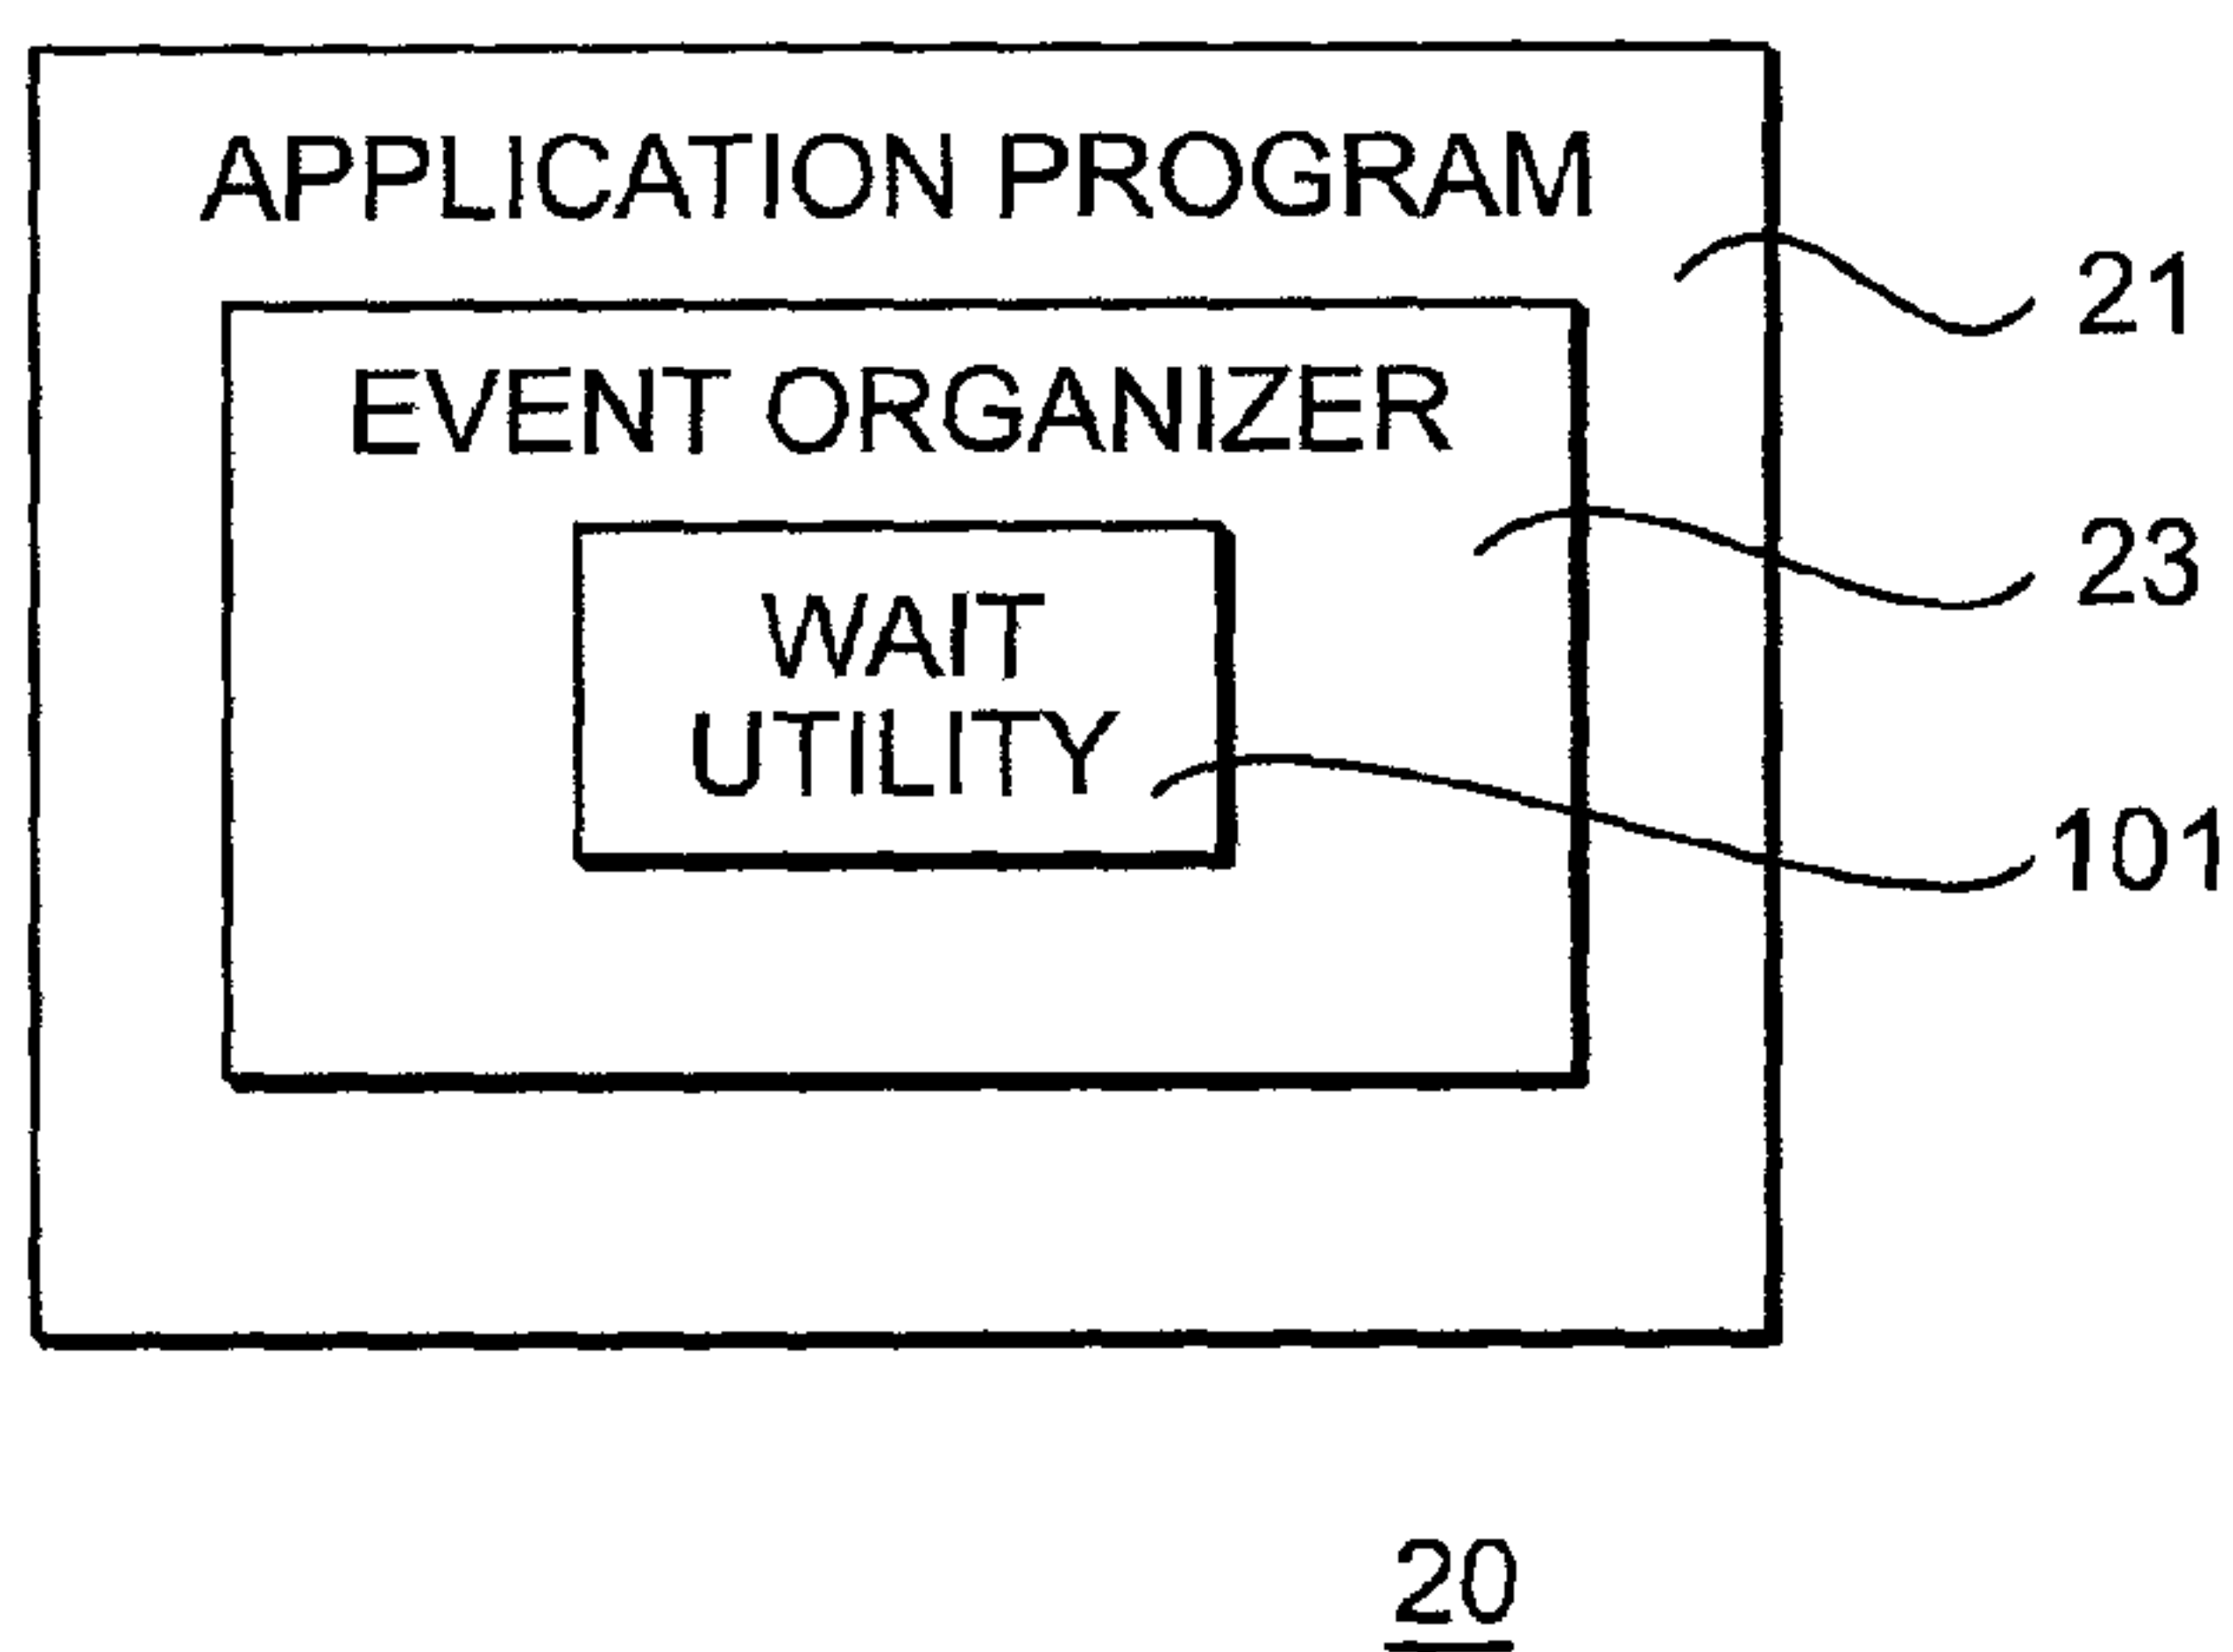 APPLICATION PROGRAM
21
EVENT ORGANIZER
23
WAIT
UTILITY
101
20